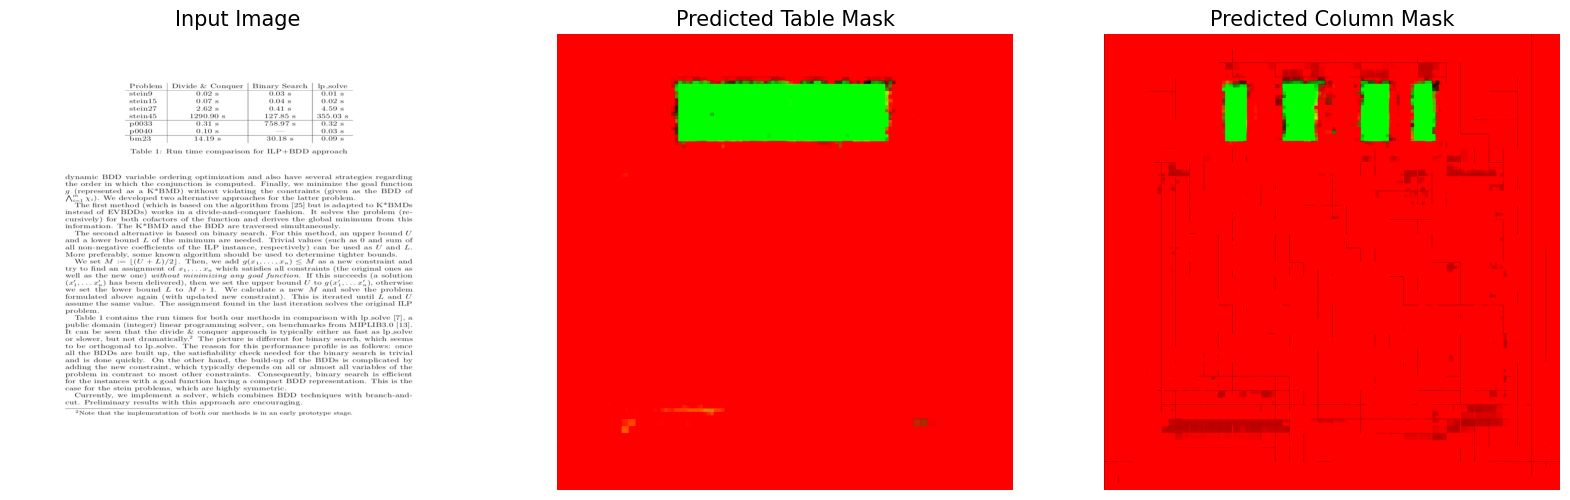 Input Image
Predicted Table Mask
Predicted Column Mask
Problem Divide & Conquer Binary Search lp_solve
stein9 0.02 s 0.03 s 0.01 s
stein15 0.07 s 0.04 s 0.02 s
stein27 2.62 s 0.41 s 4.59 s
stein45 1290.90 s 127.85 s 355.03 s
p0033 0.31 s 758.97 s 0.32 s
p0040 0.10 s — 0.03 s
bm23 14.19 s 30.18 s 0.09 s
Table 1: Run time comparison for ILP+BDD approach
dynamic BDD variable ordering optimization and also have several strategies regarding
the order in which the conjunction is computed. Finally, we minimize the goal function
g (represented as a K*BMD) without violating the constraints (given as the BDD of
⋀ᵢ₌₁ᵐ χᵢ). We developed two alternative approaches for the latter problem.
The first method (which is based on the algorithm from [25] but is adapted to K*BMDs
instead of EVBDDs) works in a divide-and-conquer fashion. It solves the problem (re-
cursively) for both cofactors of the function and derives the global minimum from this
information. The K*BMD and the BDD are traversed simultaneously.
The second alternative is based on binary search. For this method, an upper bound U
and a lower bound L of the minimum are needed. Trivial values (such as 0 and sum of
all non-negative coefficients of the ILP instance, respectively) can be used as U and L.
More preferably, some known algorithm should be used to determine tighter bounds.
We set M := ⌊(U + L)/2⌋. Then, we add g(x₁, . . . , xₙ) ≤ M as a new constraint and
try to find an assignment of x₁, . . . xₙ which satisfies all constraints (the original ones as
well as the new one) without minimizing any goal function. If this succeeds (a solution
(x′₁, . . . x′ₙ) has been delivered), then we set the upper bound U to g(x′₁, . . . x′ₙ), otherwise
we set the lower bound L to M + 1. We calculate a new M and solve the problem
formulated above again (with updated new constraint). This is iterated until L and U
assume the same value. The assignment found in the last iteration solves the original ILP
problem.
Table 1 contains the run times for both our methods in comparison with lp_solve [7], a
public domain (integer) linear programming solver, on benchmarks from MIPLIB3.0 [13].
It can be seen that the divide & conquer approach is typically either as fast as lp_solve
or slower, but not dramatically.² The picture is different for binary search, which seems
to be orthogonal to lp_solve. The reason for this performance profile is as follows: once
all the BDDs are built up, the satisfiability check needed for the binary search is trivial
and is done quickly. On the other hand, the build-up of the BDDs is complicated by
adding the new constraint, which typically depends on all or almost all variables of the
problem in contrast to most other constraints. Consequently, binary search is efficient
for the instances with a goal function having a compact BDD representation. This is the
case for the stein problems, which are highly symmetric.
Currently, we implement a solver, which combines BDD techniques with branch-and-
cut. Preliminary results with this approach are encouraging.
²Note that the implementation of both our methods is in an early prototype stage.